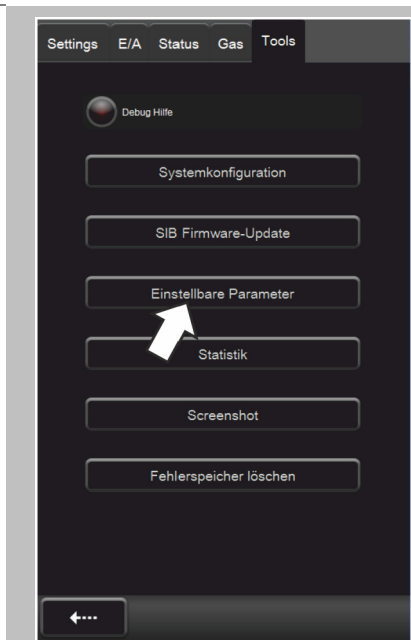 Settings E/A Status Gas Tools
Debug Hilfe
Systemkonfiguration
SIB Firmware-Update
Einstellbare Parameter
Statistik
Screenshot
Fehlerspeicher löschen